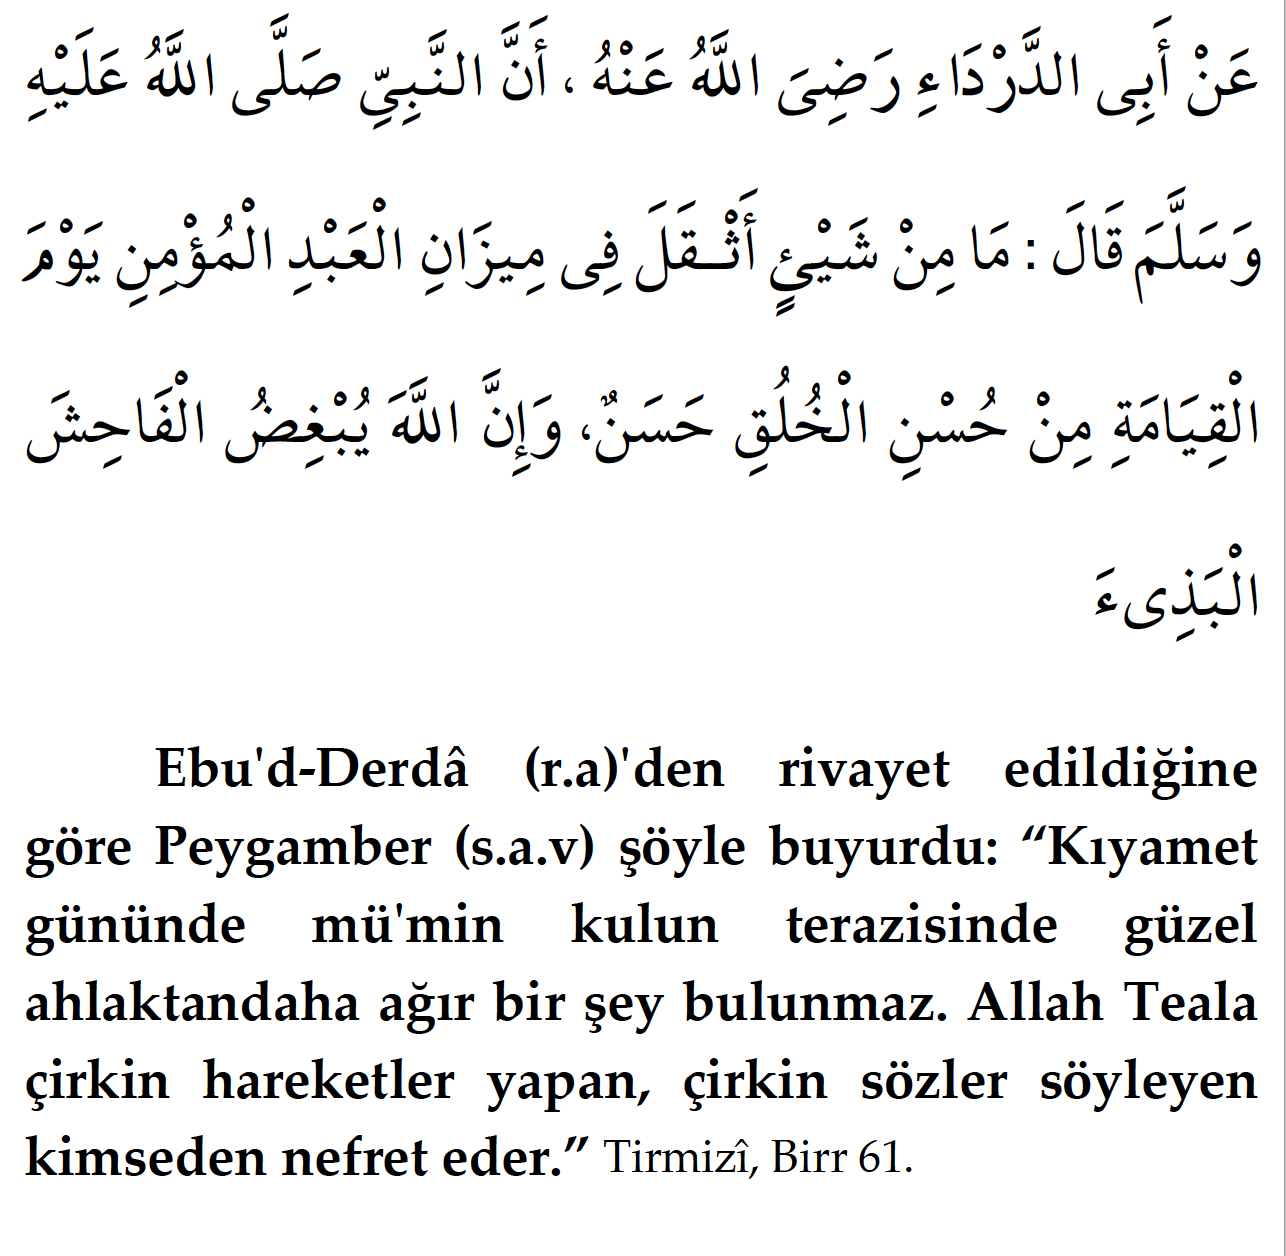 عَنْ أَبِى الدَّرْدَاءِ رَضِىَ اللَّهُ عَنْهُ ، أَنَّ النَّبِيِّ صَلَّى اللَّهُ عَلَيْهِ
وَسَلَّمَ قَالَ : مَا مِنْ شَيْئٍ أَثْـقَلَ فِى مِيزَانِ الْعَبْدِ الْمُؤْمِنِ يَوْمَ
الْقِيَامَةِ مِنْ حُسْنِ الْخُلُقِ حَسَنٌ، وَإِنَّ اللَّهَ يُبْغِضُ الْفَاحِشَ
الْبَذِىءَ
Ebu'd-Derdâ (r.a)'den rivayet edildiğine
göre Peygamber (s.a.v) şöyle buyurdu: “Kıyamet
gününde mü'min kulun terazisinde güzel
ahlaktandaha ağır bir şey bulunmaz. Allah Teala
çirkin hareketler yapan, çirkin sözler söyleyen
kimseden nefret eder.” Tirmizî, Birr 61.